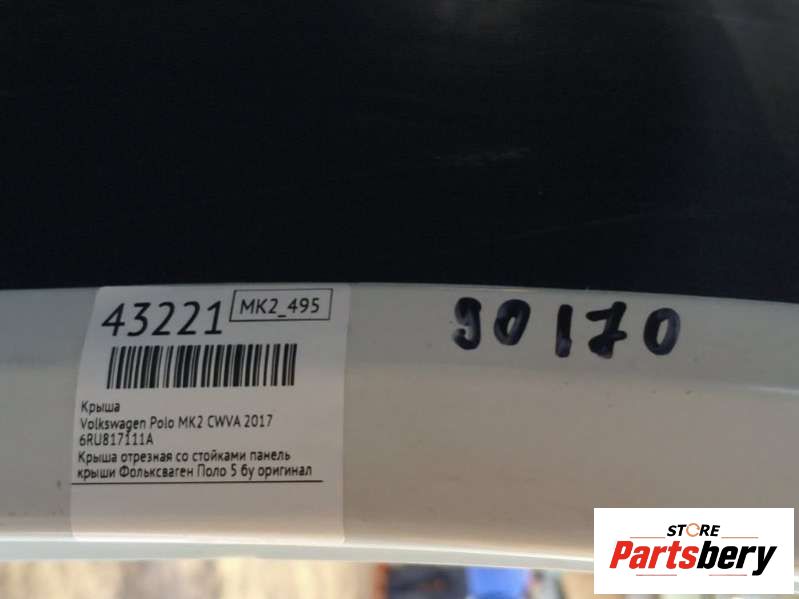 43221 MK2_495
90170
Крыша
Volkswagen Polo MK2 CWVA 2017
6RU817111A
Крыша отрезная со стойками панель
крыши Фольксваген Поло 5 бу оригинал
STORE
Partsbery